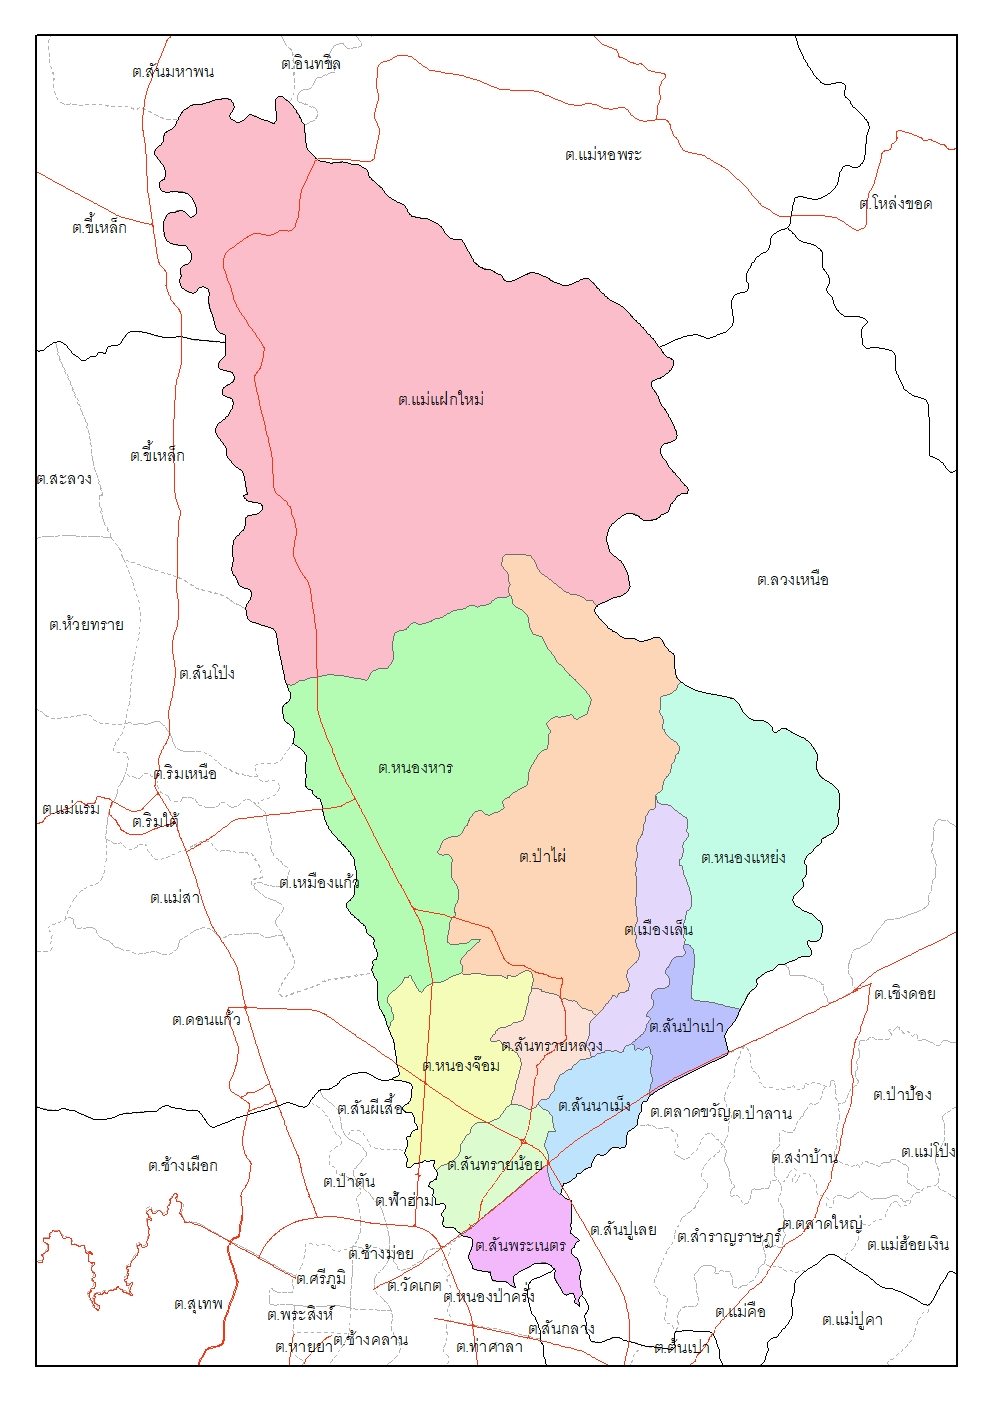 ต.สันมหาพน
ต.อินทขิล
ต.แม่หอพระ
ต.โหล่งขอด
ต.ขี้เหล็ก
ต.แม่แฝกใหม่
ต.ขี้เหล็ก
ต.สะลวง
ต.ลวงเหนือ
ต.ห้วยทราย
ต.สันโป่ง
ต.หนองหาร
ต.ริมเหนือ
ต.แม่แรม
ต.ริมใต้
ต.ป่าไผ่
ต.หนองแหย่ง
ต.เหมืองแก้ว
ต.แม่สา
ต.เมืองเล็น
ต.เชิงดอย
ต.ดอนแก้ว
ต.สันป่าเปา
ต.สันทรายหลวง
ต.หนองจ๊อม
ต.ป่าป้อง
ต.สันผีเสื้อ
ต.สันนาเม็ง
ต.ตลาดขวัญ
ต.ป่าลาน
ต.แม่โป่ง
ต.สง่าบ้าน
ต.ช้างเผือก
ต.สันทรายน้อย
ต.ป่าตัน
ต.ฟ้าฮ่าม
ต.ตลาดใหญ่
ต.สันปูเลย
ต.สำราญราษฎร์
ต.แม่ฮ้อยเงิน
ต.สันพระเนตร
ต.ช้างม่อย
ต.ศรีภูมิ
ต.วัดเกต
ต.หนองป่าครั่ง
ต.สุเทพ
ต.พระสิงห์
ต.แม่คือ
ต.แม่ปูคา
ต.สันกลาง
ต.ช้างคลาน
ต.หายยา
ต.ท่าศาลา
ต.ต้นเปา